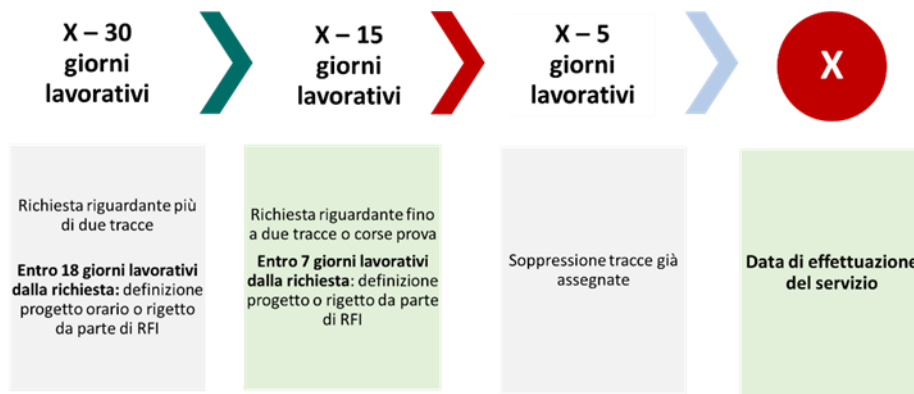 X – 30
giorni
lavorativi
X – 15
giorni
lavorativi
X – 5
giorni
lavorativi
X
Richiesta riguardante più
di due tracce
Entro 18 giorni lavorativi
dalla richiesta: definizione
progetto orario o rigetto
da parte di RFI
Richiesta riguardante fino
a due tracce o corse prova
Entro 7 giorni lavorativi
dalla richiesta: definizione
progetto o rigetto da parte
di RFI
Soppressione tracce già
assegnate
Data di effettuazione
del servizio